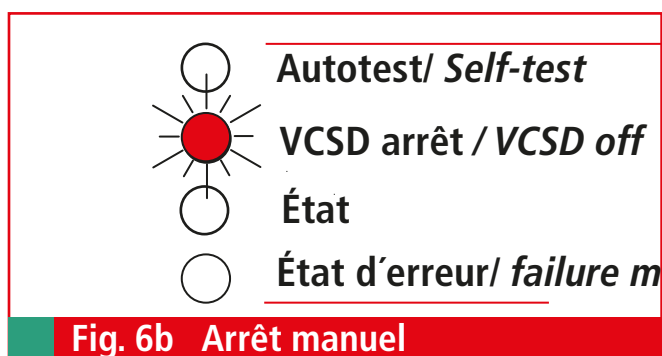 Autotest/ Self-test
VCSD arrêt / VCSD off
État
État d´erreur/ failure m
Fig. 6b Arrêt manuel